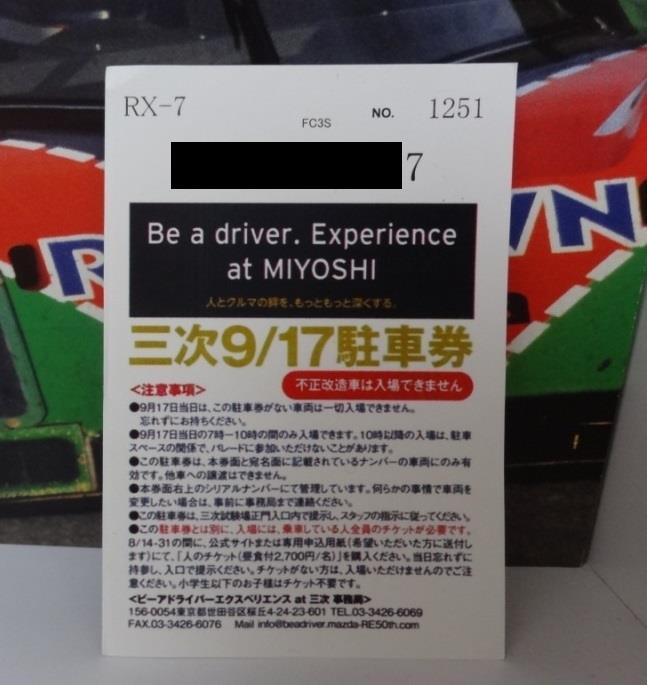 RX-7
FC3S
NO. 1251
7
Be a driver. Experience
at MIYOSHI
人とクルマの絆を、もっともっと深くする。
三次9/17駐車券
<注意事項>
不正改造車は入場できません
●9月17日当日は、この駐車券がない車両は一切入場できません。
忘れずにお持ちください。
●9月17日当日の7時ー10時の間のみ入場できます。10時以降の入場は、駐車
スペースの関係で、パレードに参加いただけないことがあります。
●この駐車券は、本券面と宛名面に記載されているナンバーの車両にのみ有
効です。他車への譲渡はできません。
●本券面右上のシリアルナンバーにて管理しています。何らかの事情で車両を
変更したい場合は、事前に事務局まで連絡ください。
●この駐車券は、三次試験場正門入口内で提示し、スタッフの指示に従ってください。
●この駐車券とは別に、入場には、乗車している人全員のチケットが必要です。
8/14-31の間に、公式サイトまたは専用申込用紙(希望いただいた方に送付し
ます)にて、「人のチケット(昼食付2,700円/名)」を購入ください。当日忘れずに
持参し、入口で提示ください。チケットがない方は、入場いただけませんのでご注
意ください。小学生以下のお子様はチケット不要です。
<ビーアドライバーエクスペリエンス at 三次 事務局>
156-0054東京都世田谷区桜丘4-24-23-601 TEL.03-3426-6069
FAX.03-3426-6076 Mail info@beadriver.mazda-RE50th.com